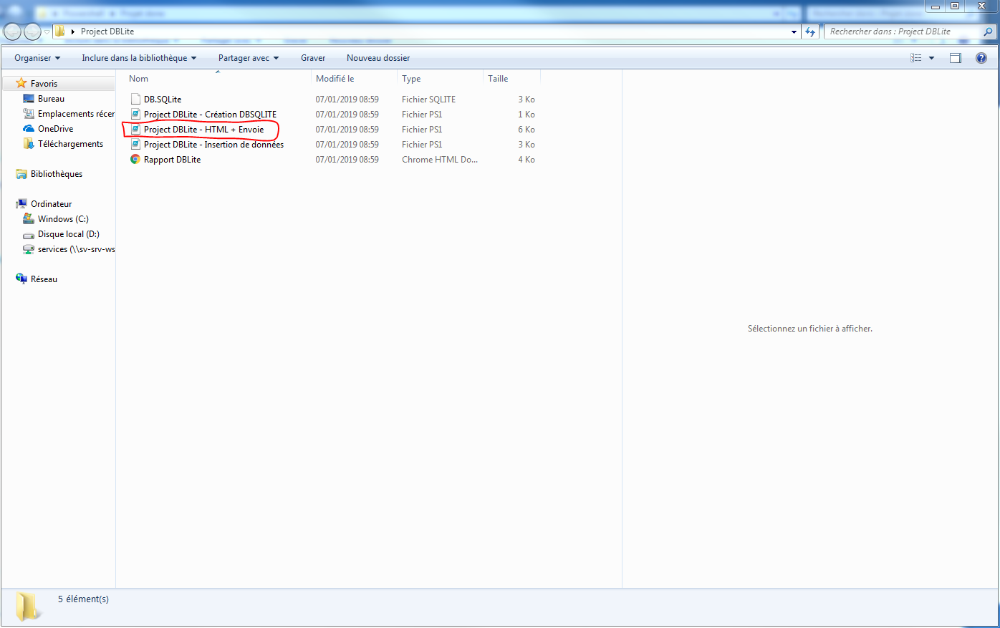 Project DBLite
Rechercher dans : Project DBLite
Organiser Inclure dans la bibliothèque Partager avec Graver Nouveau dossier
Favoris
Bureau
Emplacements récer
OneDrive
Téléchargements
Bibliothèques
Ordinateur
Windows (C:)
Disque local (D:)
services (\\sv-srv-ws
Réseau
Nom Modifié le Type Taille
DB.SQLite 07/01/2019 08:59 Fichier SQLITE 3 Ko
Project DBLite - Création DBSQLITE 07/01/2019 08:59 Fichier PS1 1 Ko
Project DBLite - HTML + Envoie 07/01/2019 08:59 Fichier PS1 6 Ko
Project DBLite - Insertion de données 07/01/2019 08:59 Fichier PS1 3 Ko
Rapport DBLite 07/01/2019 08:59 Chrome HTML Do... 4 Ko
Sélectionnez un fichier à afficher.
5 élément(s)